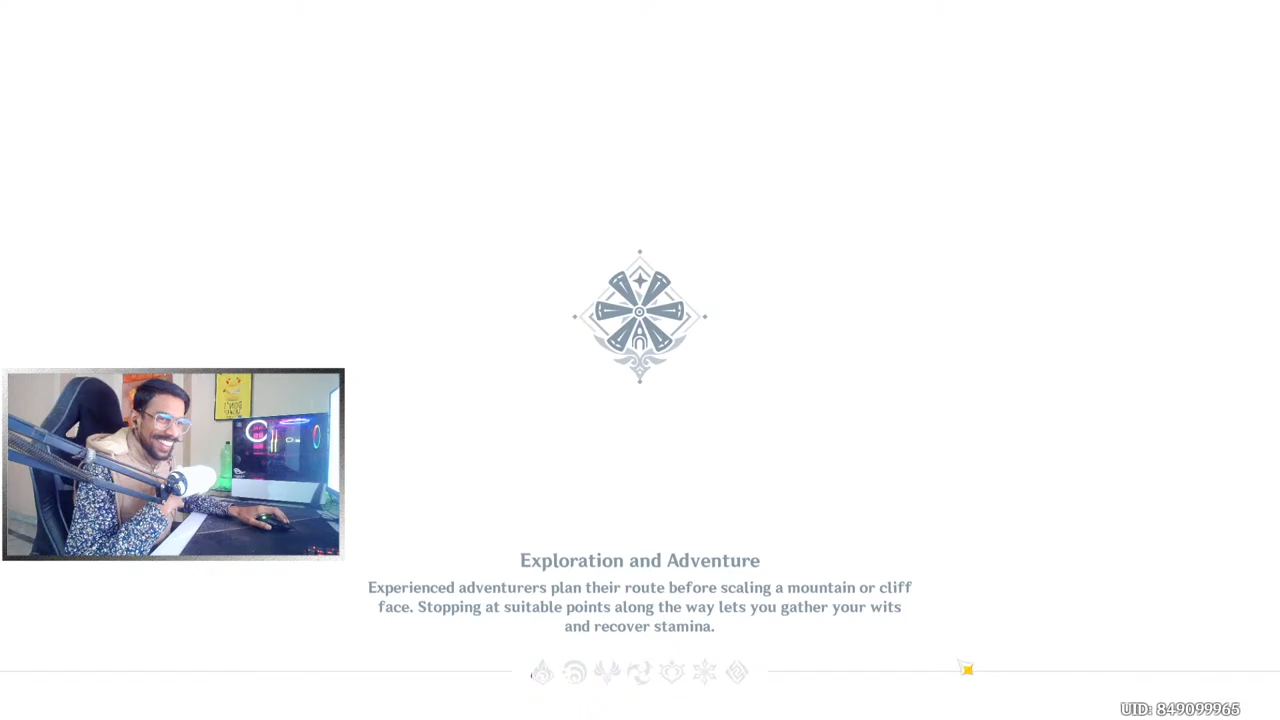 Exploration and Adventure
Experienced adventurers plan their route before scaling a mountain or cliff
face. Stopping at suitable points along the way lets you gather your wits
and recover stamina.
UID: 849099965